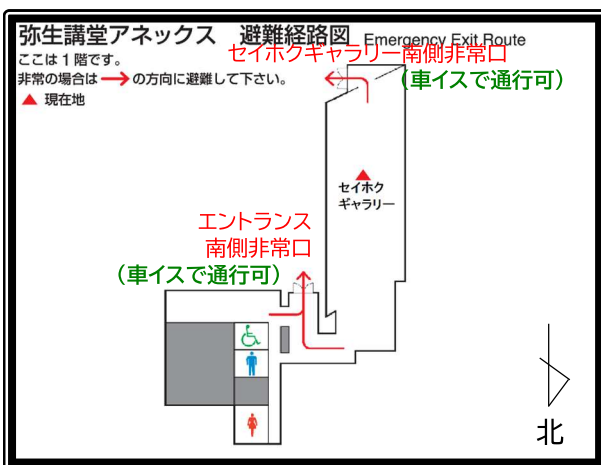 弥生講堂アネックス 避難経路図 Emergency Exit Route
ここは1階です。
セイホクギャラリー南側非常口
非常の場合は→の方向に避難して下さい。
(車イスで通行可)
▲ 現在地
セイホク
ギャラリー
エントランス
南側非常口
(車イスで通行可)
北